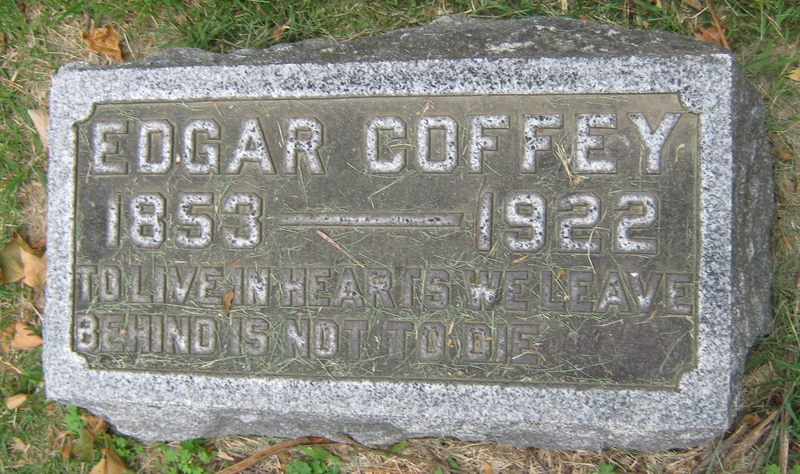 EDGAR COFFEY
1853 — 1922
TO LIVE IN HEARTS WE LEAVE
BEHIND IS NOT TO DIE